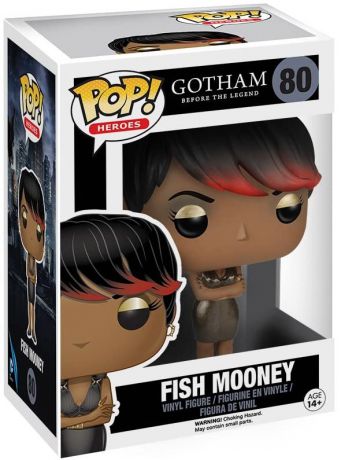 POP!
HEROES
GOTHAM
BEFORE THE LEGEND
80
POP!
HEROES
FISH MOONEY
80
FISH MOONEY
VINYL FIGURE / FIGURINE EN VINYLE /
FIGURA DE VINIL
WARNING! Choking Hazard.
May contain small parts.
AGE
14+